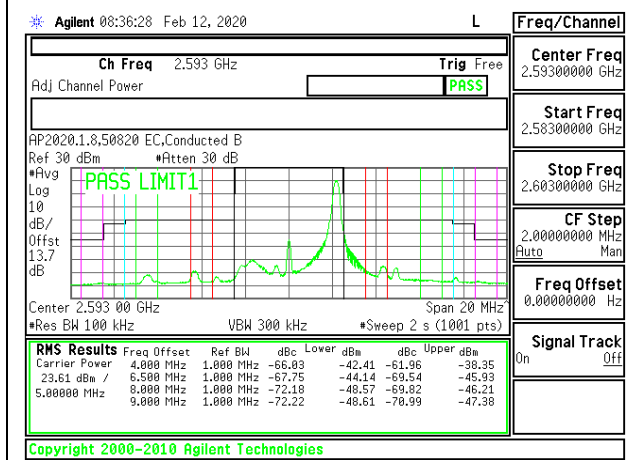 Agilent 08:36:28 Feb 12, 2020 L
Freq/Channel
Ch Freq 2.593 GHz Trig Free
Adj Channel Power PASS
AP2020.1.8,50820 EC,Conducted B
Ref 30 dBm #Atten 30 dB
#Avg
Log
10
dB/
Offst
13.7
dB
PASS LIMIT1
Center 2.593 00 GHz Span 20 MHz
#Res BW 100 kHz VBW 300 kHz #Sweep 2 s (1001 pts)
RMS Results Freq Offset Ref BW dBc Lower dBm dBc Upper dBm
Carrier Power 4.000 MHz 1.000 MHz -66.03 -42.41 -61.96 -38.35
23.61 dBm / 6.500 MHz 1.000 MHz -67.75 -44.14 -69.54 -45.93
5.00000 MHz 8.000 MHz 1.000 MHz -72.18 -48.57 -69.82 -46.21
9.000 MHz 1.000 MHz -72.22 -48.61 -70.99 -47.38
Center Freq
2.59300000 GHz
Start Freq
2.58300000 GHz
Stop Freq
2.60300000 GHz
CF Step
2.00000000 MHz
Auto Man
Freq Offset
0.00000000 Hz
Signal Track
On Off
Copyright 2000-2010 Agilent Technologies